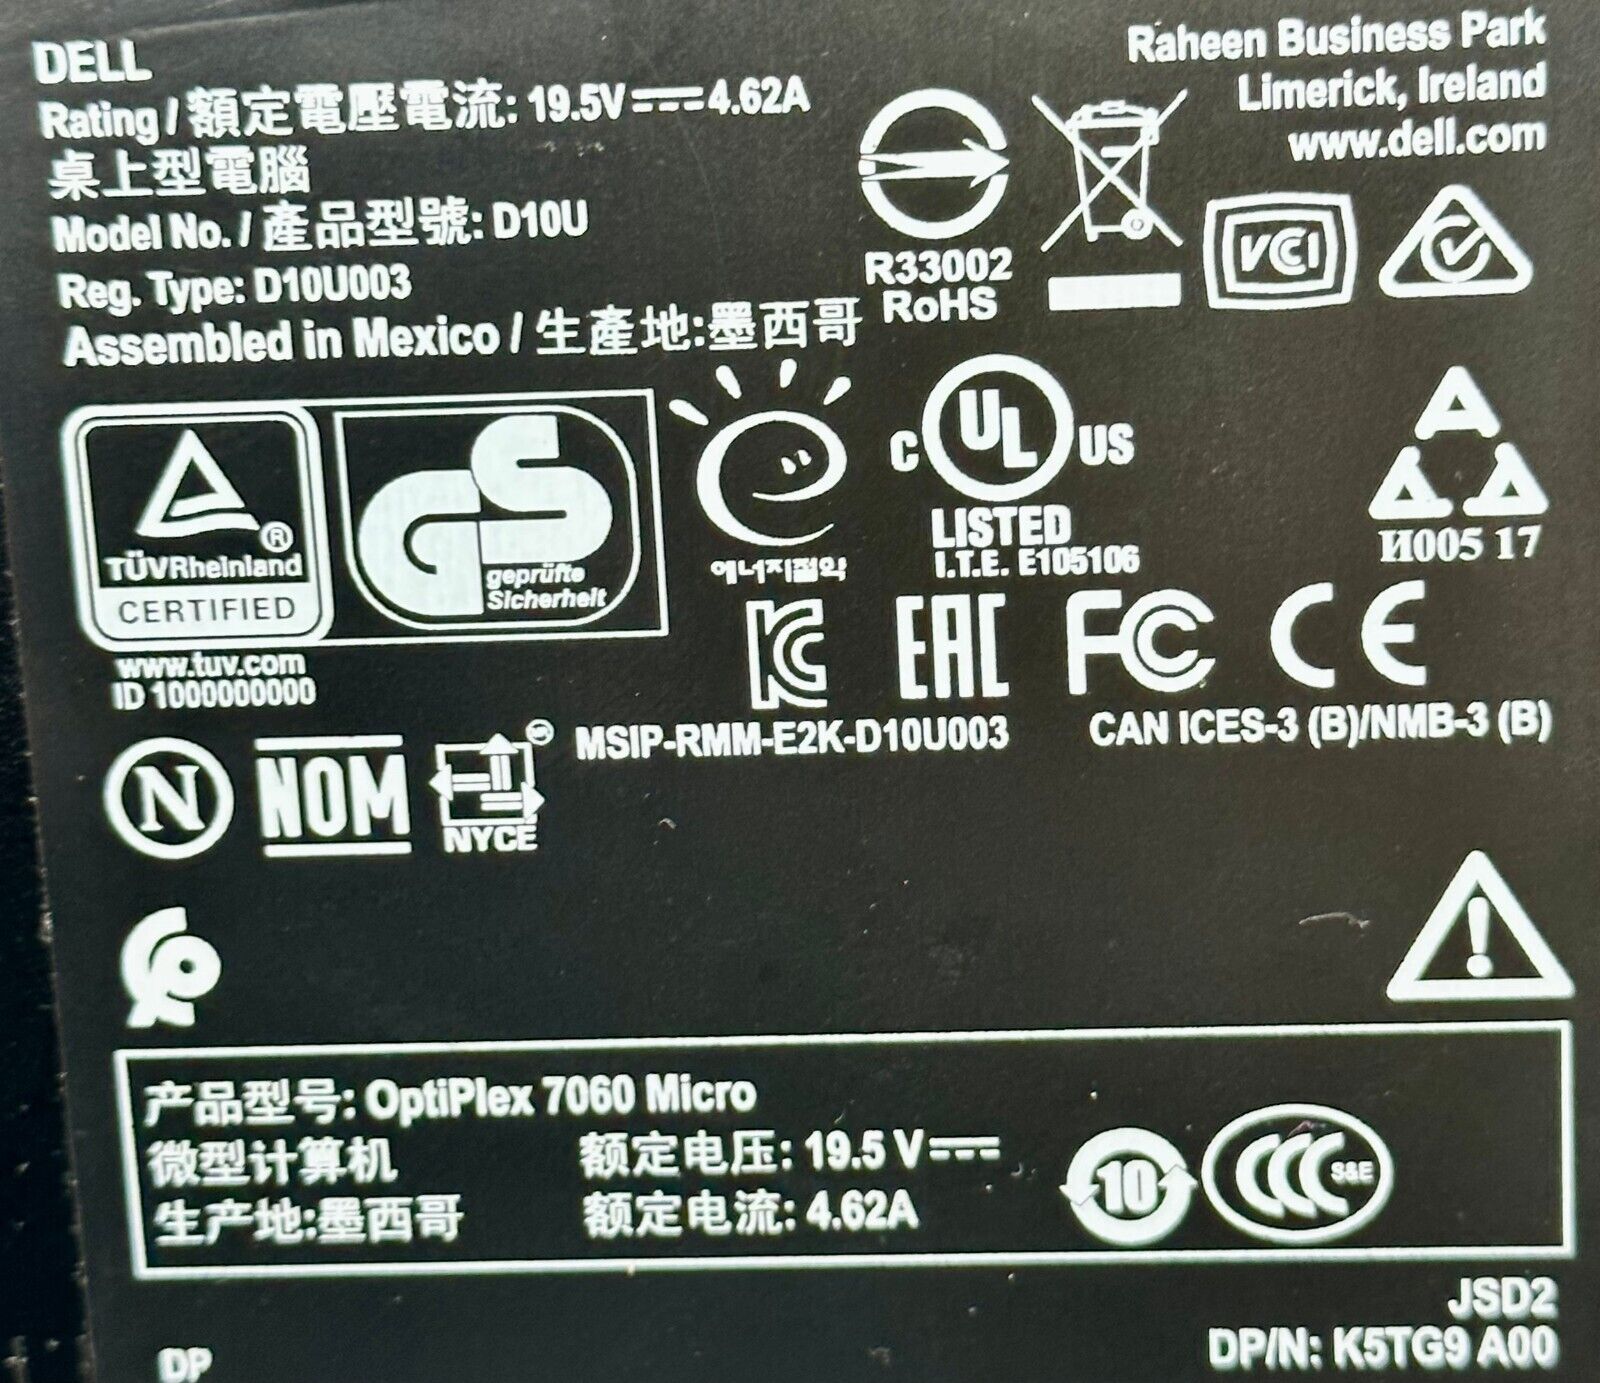 DELL
Rating / 額定電壓電流: 19.5V⎓4.62A
桌上型電腦
Model No. / 產品型號: D10U
Reg. Type: D10U003
Assembled in Mexico / 生產地:墨西哥
Raheen Business Park
Limerick, Ireland
www.dell.com
R33002
RoHS
VCI
TÜVRheinland ®
CERTIFIED
www.tuv.com
ID 1000000000
GS
geprüfte
Sicherheit
에너지절약
C UL US
LISTED
I.T.E. E105106
И005 17
KC EAC FC CE
MSIP-RMM-E2K-D10U003
CAN ICES-3 (B)/NMB-3 (B)
N NOM
NYCE
产品型号: OptiPlex 7060 Micro
微型计算机
生产地:墨西哥
额定电压: 19.5 V⎓
额定电流: 4.62A
10
CCC S&E
JSD2
DP/N: K5TG9 A00
DP